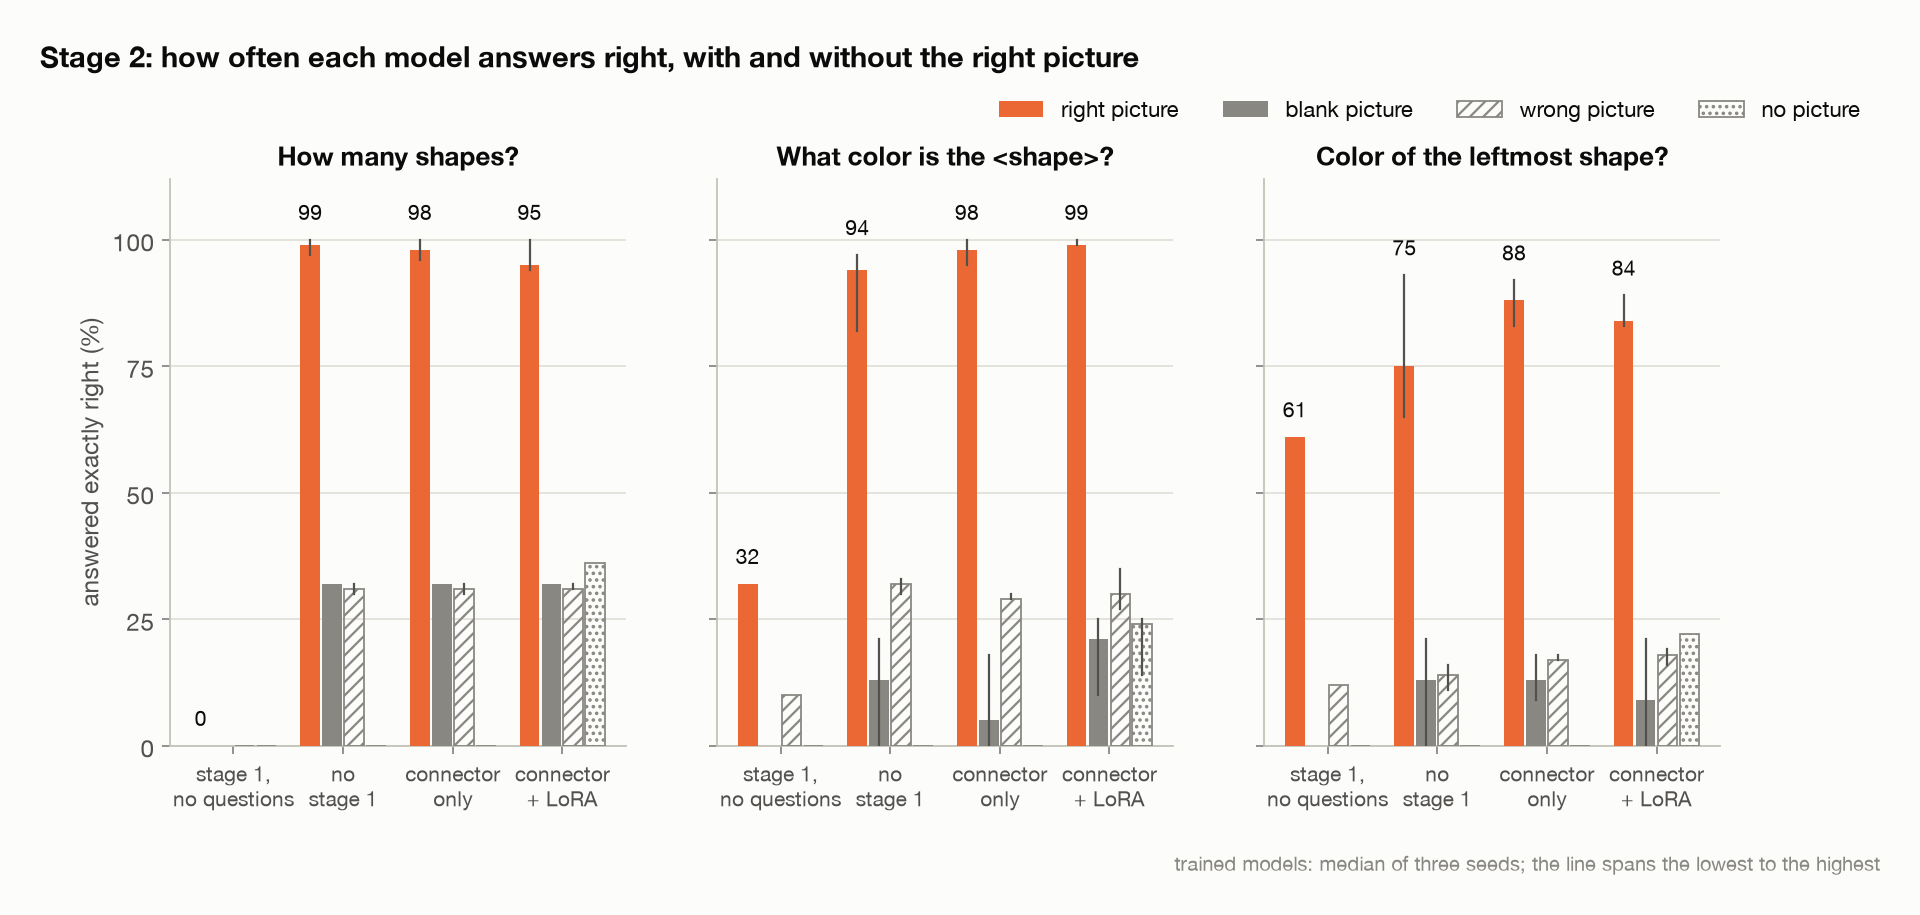 Stage 2: how often each model answers right, with and without the right picture
right picture
blank picture
wrong picture
no picture
How many shapes?
What color is the <shape>?
Color of the leftmost shape?
answered exactly right (%)
100
75
50
25
0
0
99
98
95
32
94
98
99
61
75
88
84
stage 1,
no questions
no
stage 1
connector
only
connector
+ LoRA
stage 1,
no questions
no
stage 1
connector
only
connector
+ LoRA
stage 1,
no questions
no
stage 1
connector
only
connector
+ LoRA
trained models: median of three seeds; the line spans the lowest to the highest